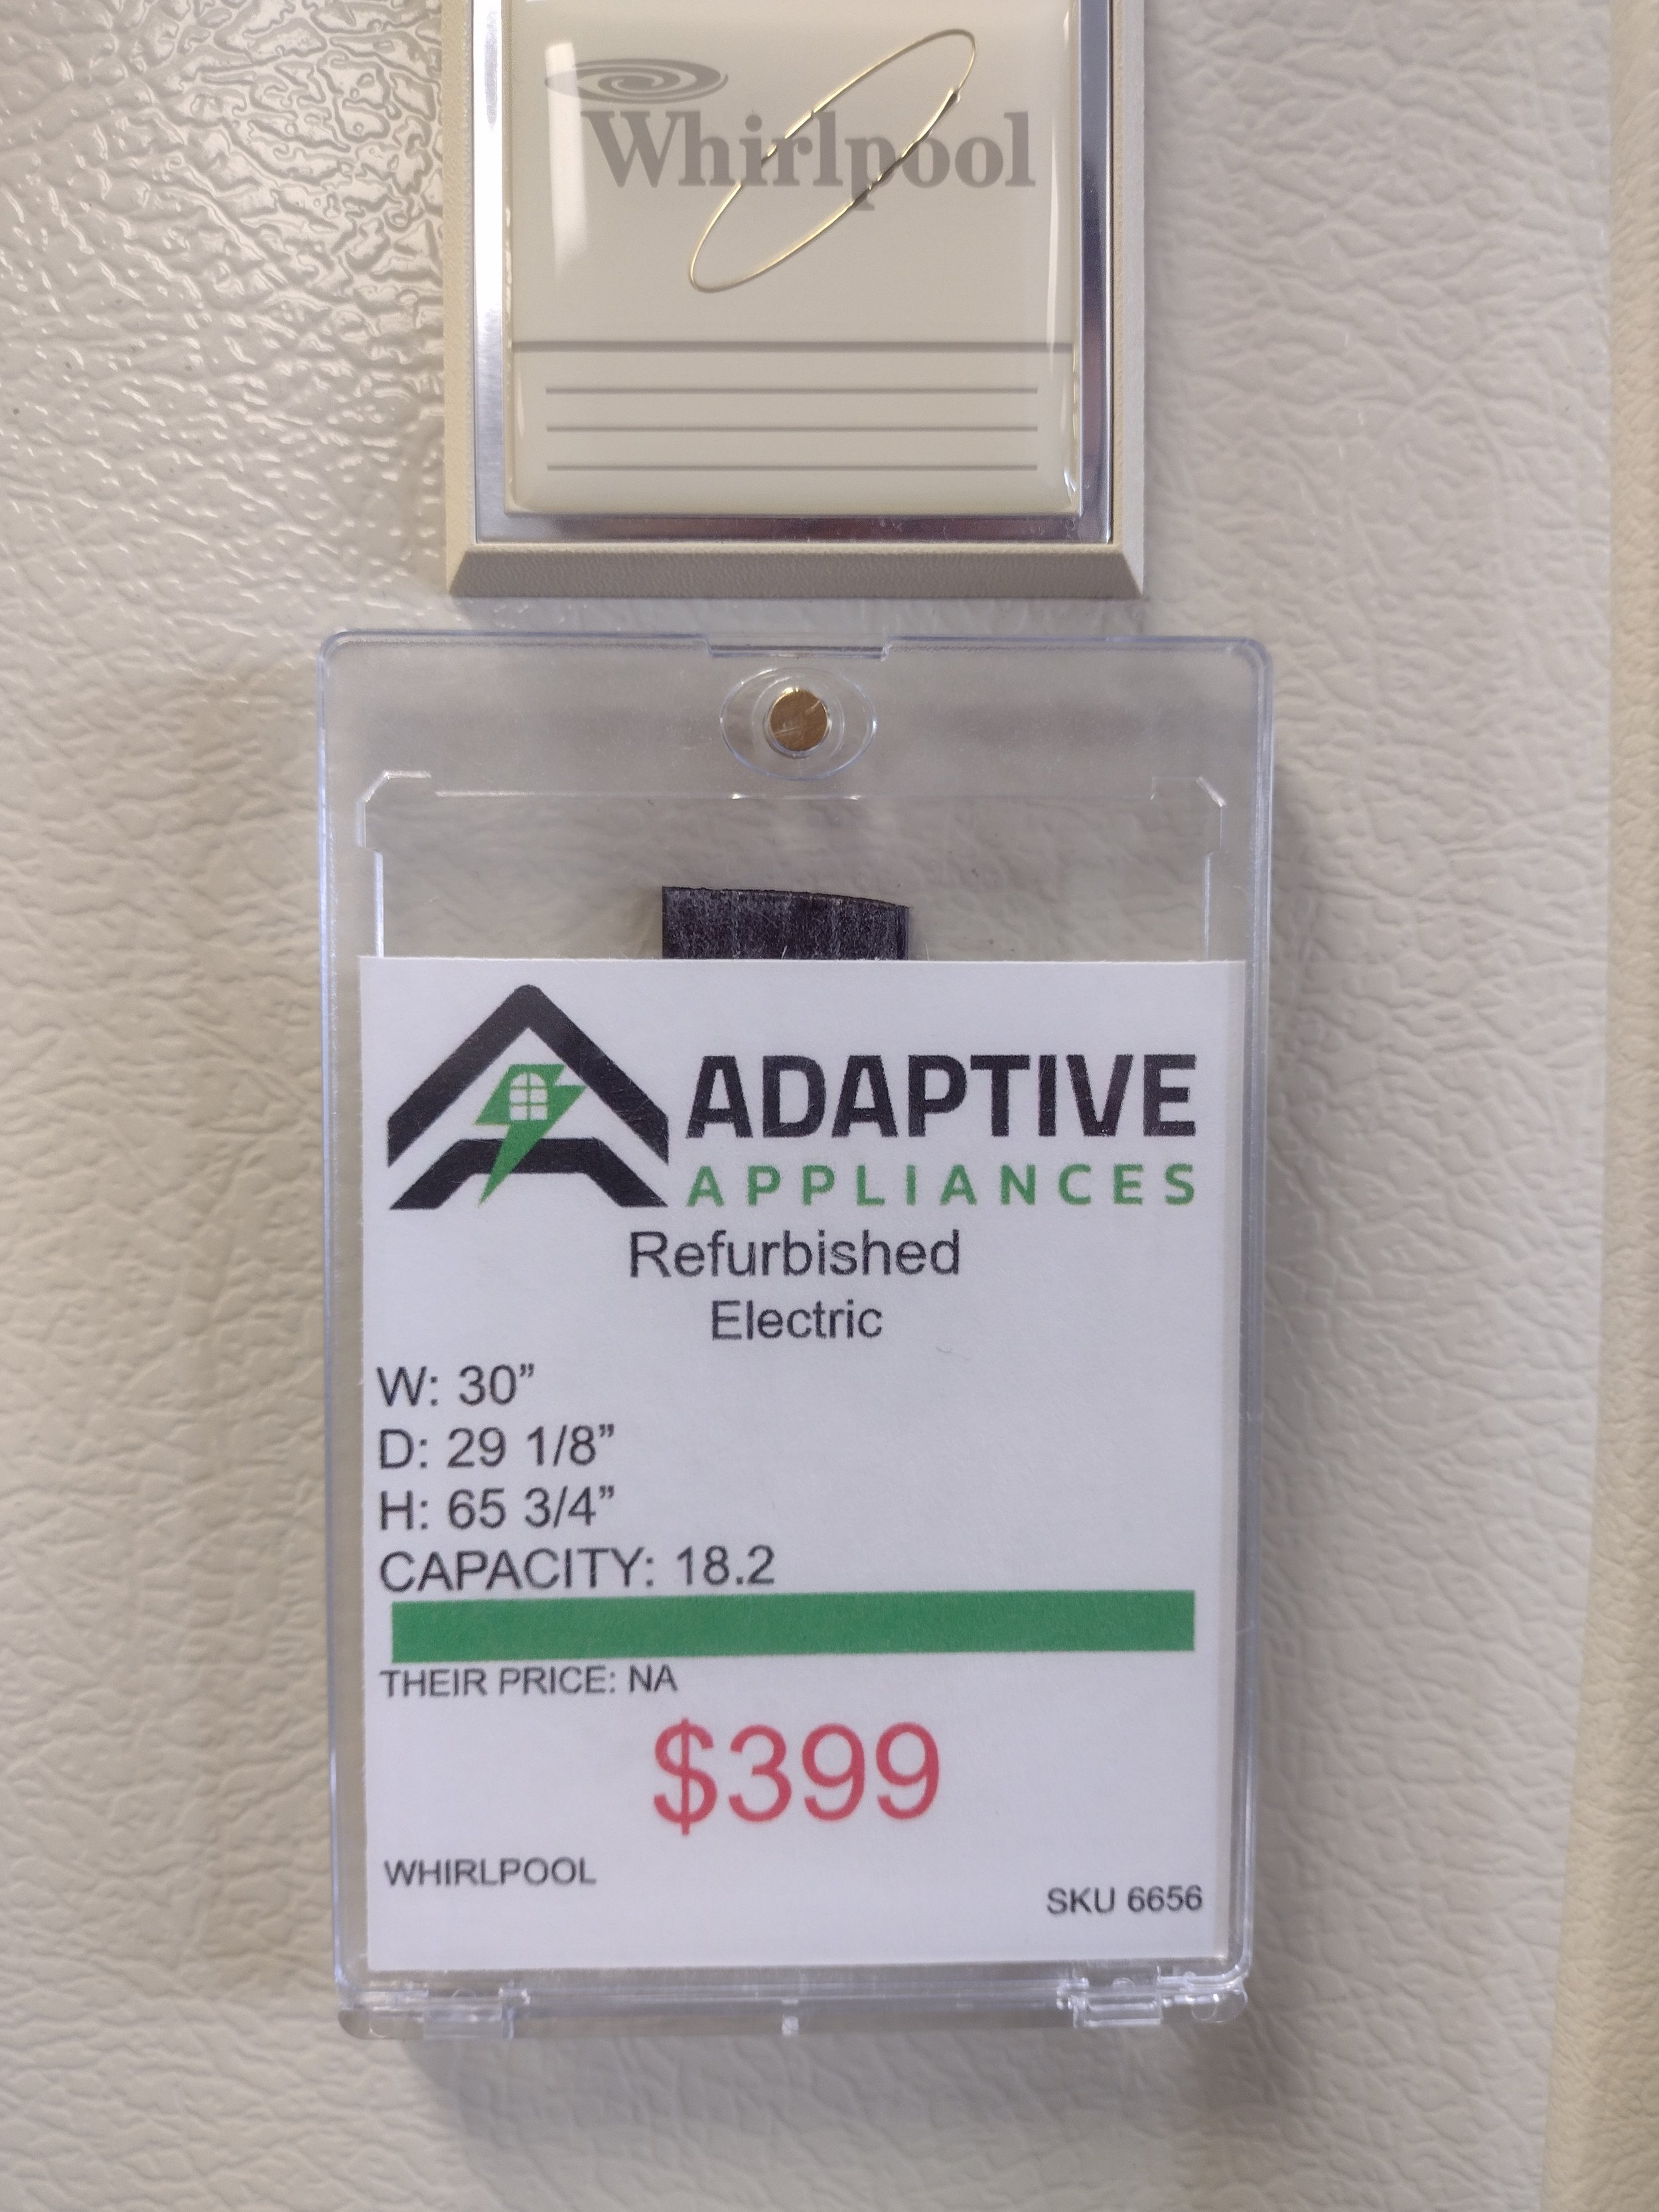 Whirlpool
ADAPTIVE
APPLIANCES
Refurbished
Electric
W: 30”
D: 29 1/8”
H: 65 3/4”
CAPACITY: 18.2
THEIR PRICE: NA
$399
WHIRLPOOL
SKU 6656